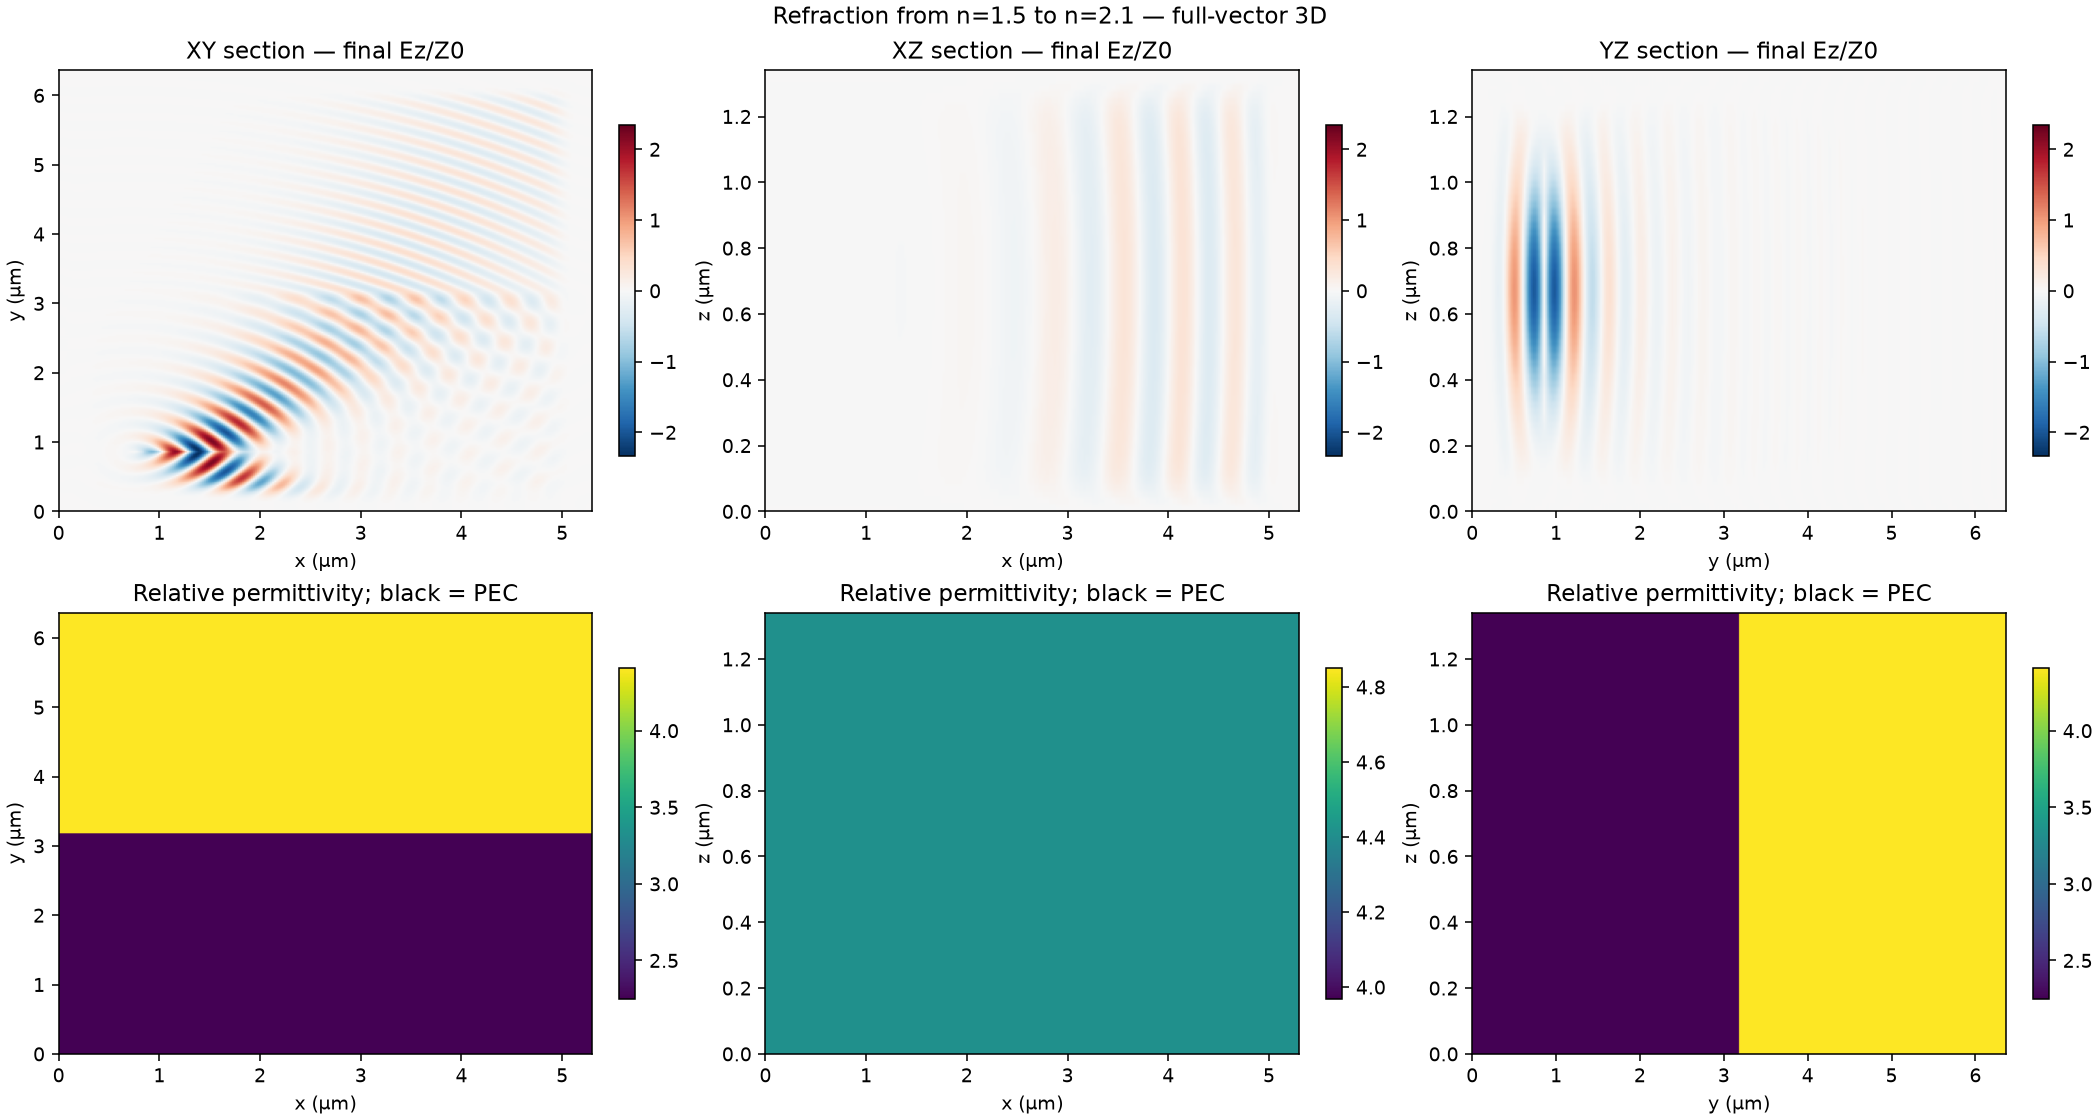 Refraction from n=1.5 to n=2.1 — full-vector 3D
XY section — final Ez/Z0
XZ section — final Ez/Z0
YZ section — final Ez/Z0
y (μm)
6
5
4
3
2
1
0
0 1 2 3 4 5
x (μm)
2
1
0
−1
−2
z (μm)
1.2
1.0
0.8
0.6
0.4
0.2
0.0
0 1 2 3 4 5
x (μm)
2
1
0
−1
−2
z (μm)
1.2
1.0
0.8
0.6
0.4
0.2
0.0
0 1 2 3 4 5 6
y (μm)
2
1
0
−1
−2
Relative permittivity; black = PEC
Relative permittivity; black = PEC
Relative permittivity; black = PEC
y (μm)
6
5
4
3
2
1
0
0 1 2 3 4 5
x (μm)
4.0
3.5
3.0
2.5
z (μm)
1.2
1.0
0.8
0.6
0.4
0.2
0.0
0 1 2 3 4 5
x (μm)
4.8
4.6
4.4
4.2
4.0
z (μm)
1.2
1.0
0.8
0.6
0.4
0.2
0.0
0 1 2 3 4 5 6
y (μm)
4.0
3.5
3.0
2.5